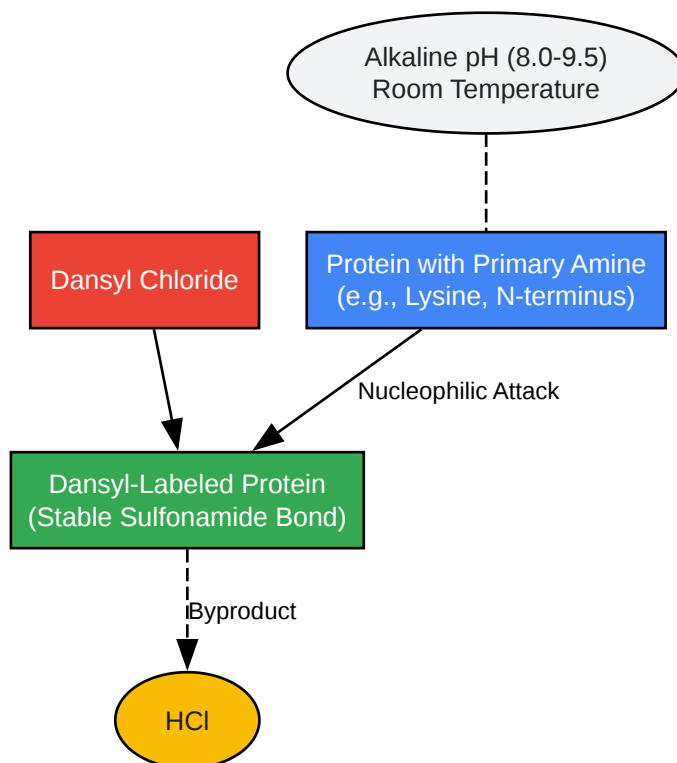 Alkaline pH (8.0-9.5)
Room Temperature
Dansyl Chloride
Protein with Primary Amine
(e.g., Lysine, N-terminus)
Nucleophilic Attack
Dansyl-Labeled Protein
(Stable Sulfonamide Bond)
Byproduct
HCl